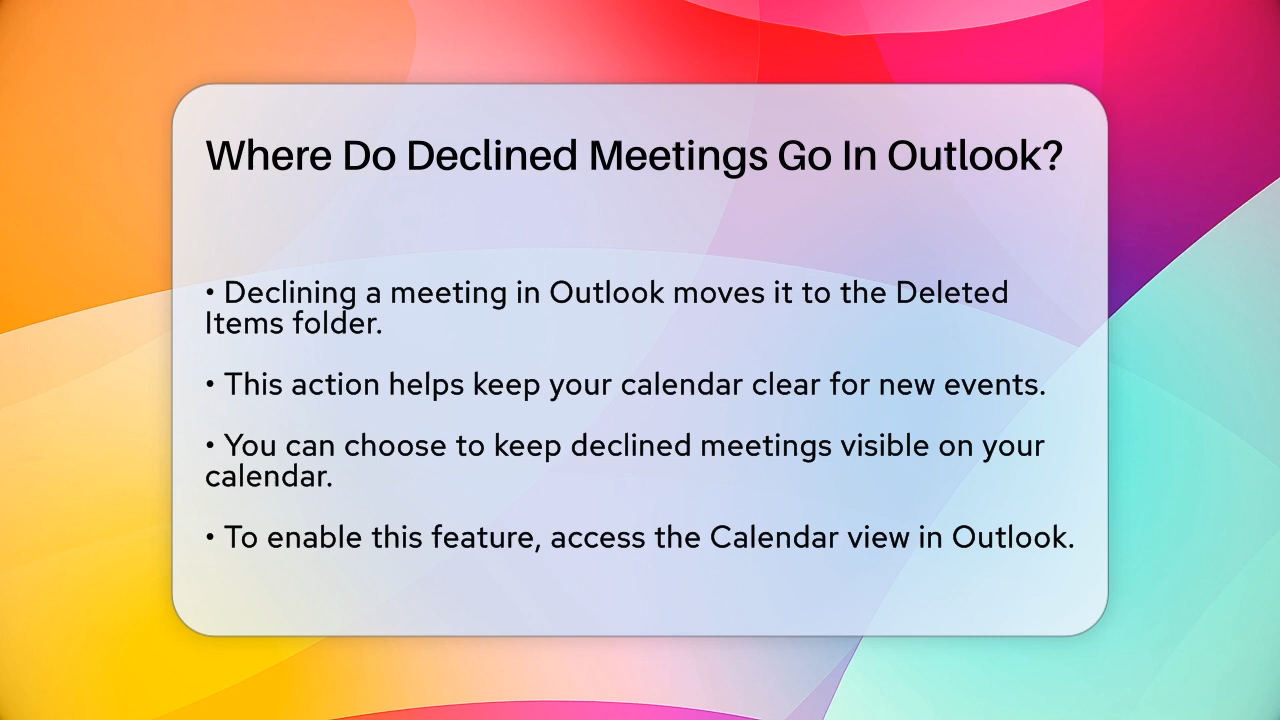 Where Do Declined Meetings Go In Outlook?
• Declining a meeting in Outlook moves it to the Deleted
Items folder.
• This action helps keep your calendar clear for new events.
• You can choose to keep declined meetings visible on your
calendar.
• To enable this feature, access the Calendar view in Outlook.